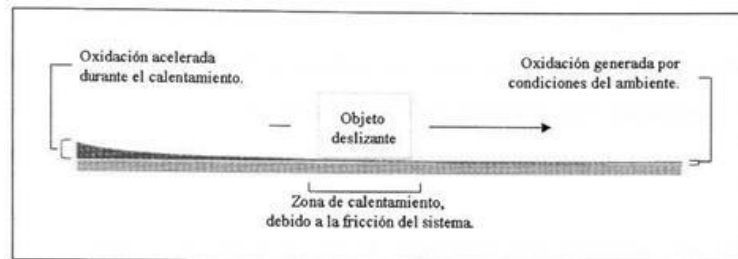 Oxidación acelerada
durante el calentamiento.
Oxidación generada por
condiciones del ambiente.
Objeto
deslizante
Zona de calentamiento,
debido a la fricción del sistema.